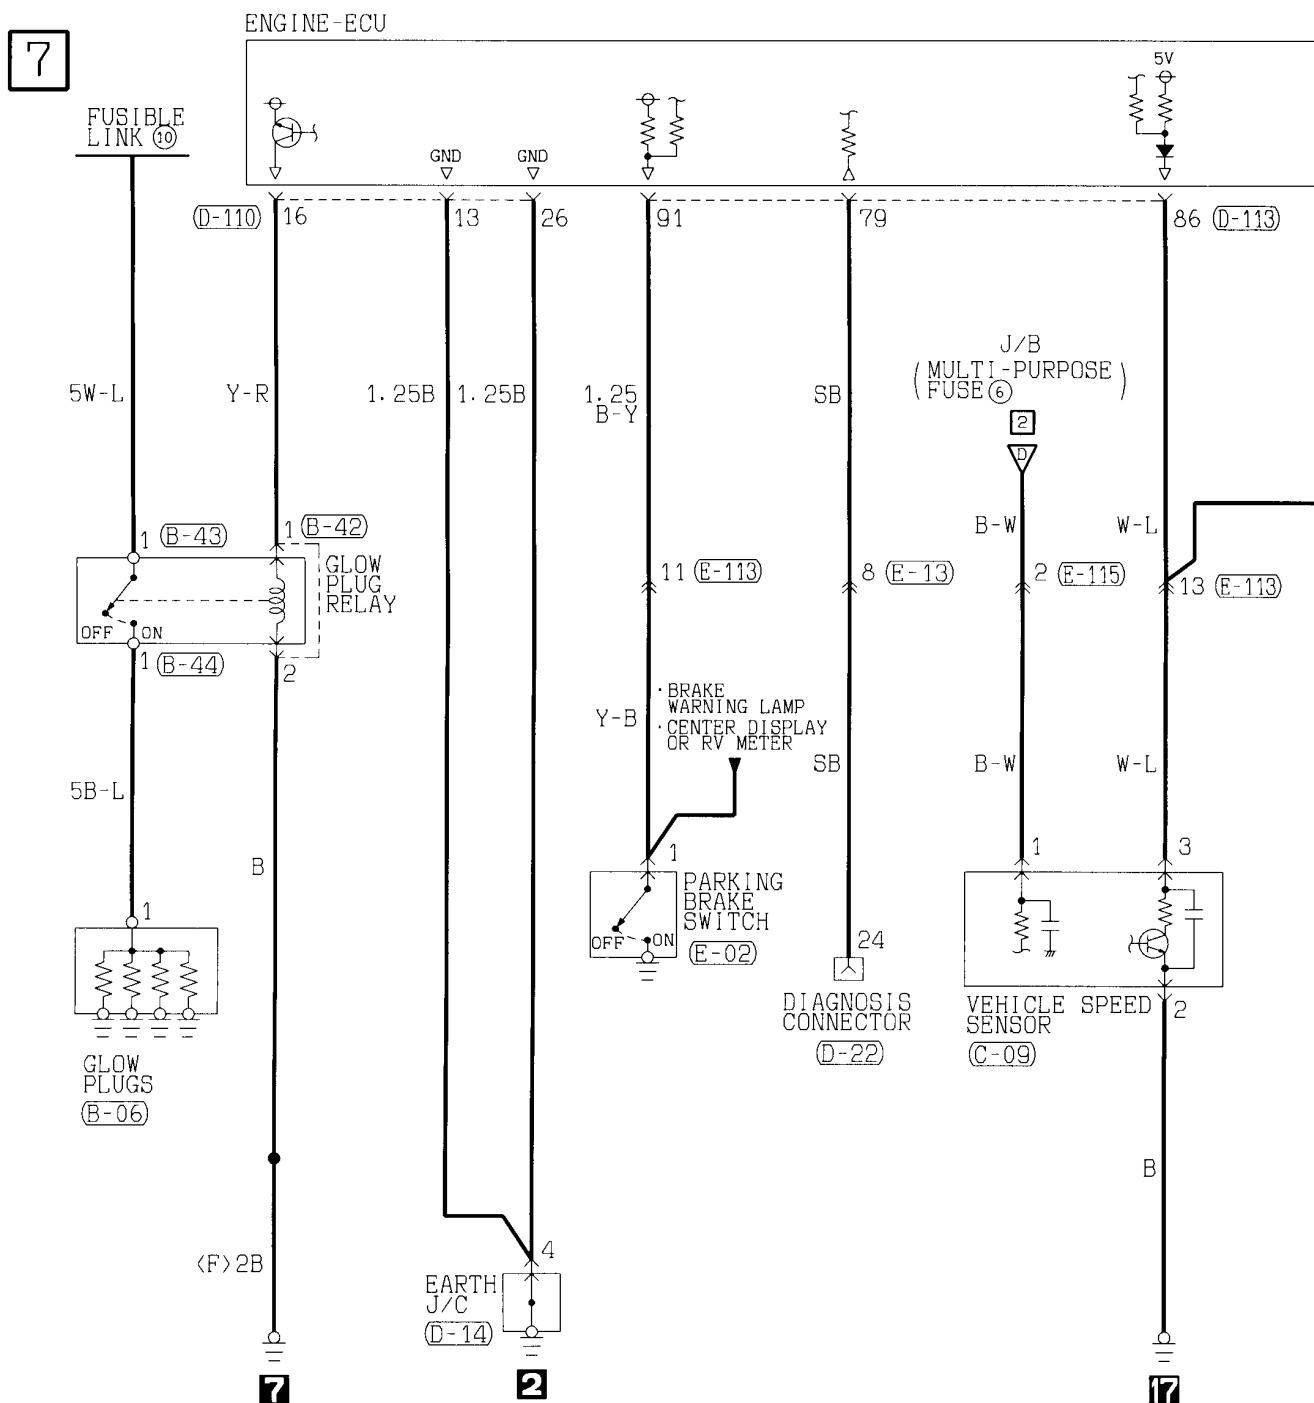 ENGINE-ECU
7
5V
FUSIBLE
LINK ⑩
GND
GND
(D-110)
16
13
26
91
79
86 (D-113)
J/B
(MULTI-PURPOSE
FUSE ⑥)
2
D
5W-L
Y-R
1.25B
1.25B
1.25
B-Y
SB
B-W
W-L
1 (B-43)
1 (B-42)
GLOW
PLUG
RELAY
OFF
ON
1 (B-44)
2
11 (E-113)
8 (E-13)
2 (E-115)
13 (E-113)
· BRAKE
WARNING LAMP
· CENTER DISPLAY
OR RV METER
Y-B
SB
B-W
W-L
5B-L
B
1
1
1
3
PARKING
BRAKE
SWITCH
(E-02)
OFF
ON
24
DIAGNOSIS
CONNECTOR
(D-22)
VEHICLE SPEED
SENSOR
(C-09)
2
GLOW
PLUGS
(B-06)
B
<F>2B
4
EARTH
J/C
(D-14)
7
2
17